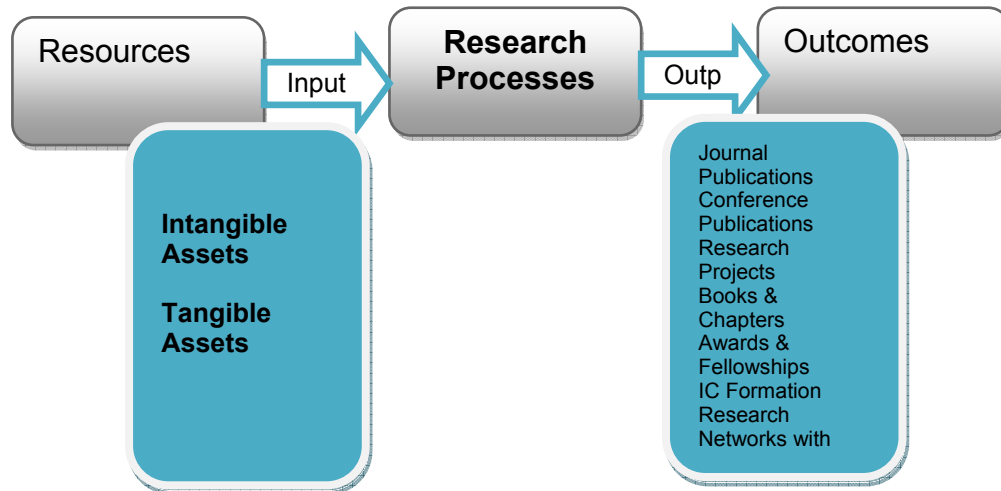 Resources
Input
Research
Processes
Outp
Outcomes
Intangible
Assets
Tangible
Assets
Journal
Publications
Conference
Publications
Research
Projects
Books &
Chapters
Awards &
Fellowships
IC Formation
Research
Networks with